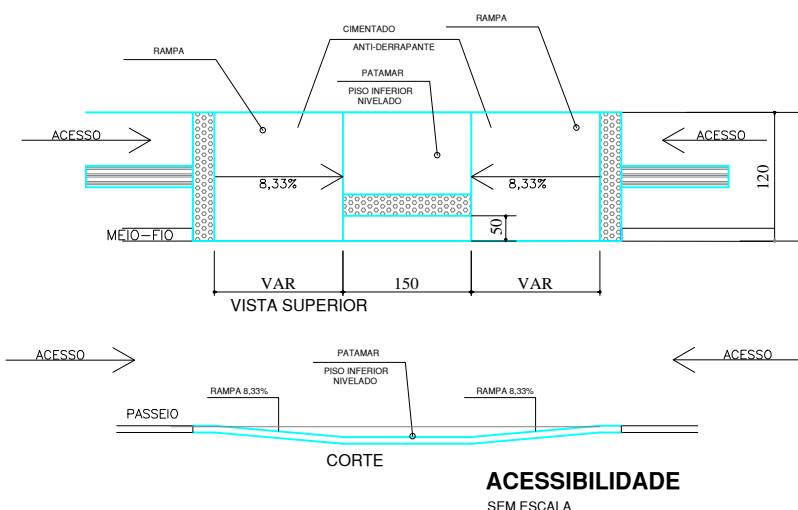 RAMPA
CIMENTADO
ANTI-DERRAPANTE
RAMPA
PATAMAR
PISO INFERIOR
NIVELADO
ACESSO
ACESSO
8,33%
8,33%
120
50
MEIO-FIO
VAR
150
VAR
VISTA SUPERIOR
ACESSO
PATAMAR
PISO INFERIOR
NIVELADO
ACESSO
RAMPA 8,33%
RAMPA 8,33%
PASSEIO
CORTE
ACESSIBILIDADE
SEM ESCALA